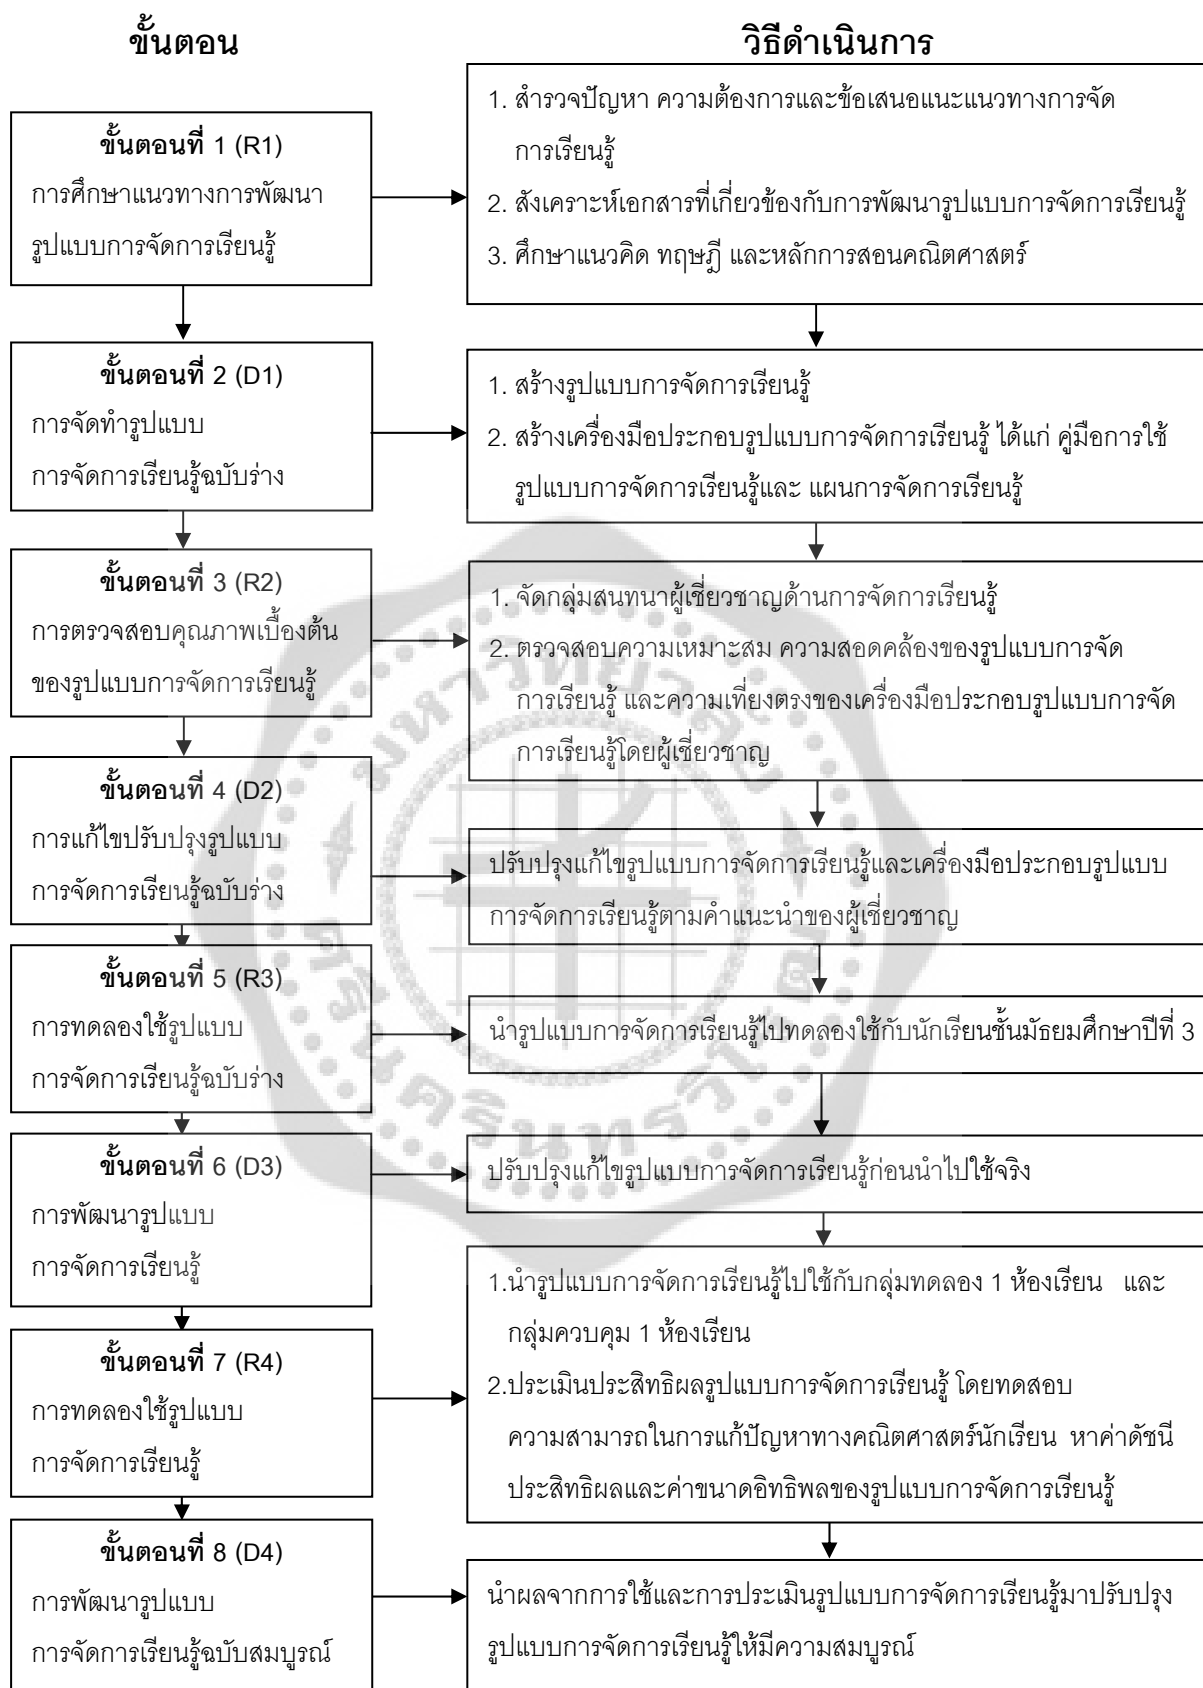 ขั้นตอน
วิธีดำเนินการ
ขั้นตอนที่ 1 (R1)
การศึกษาแนวทางการพัฒนา
รูปแบบการจัดการเรียนรู้
1. สำรวจปัญหา ความต้องการและข้อเสนอแนะแนวทางการจัด
การเรียนรู้
2. สังเคราะห์เอกสารที่เกี่ยวข้องกับการพัฒนารูปแบบการจัดการเรียนรู้
3. ศึกษาแนวคิด ทฤษฎี และหลักการสอนคณิตศาสตร์
ขั้นตอนที่ 2 (D1)
การจัดทำรูปแบบ
การจัดการเรียนรู้ฉบับร่าง
1. สร้างรูปแบบการจัดการเรียนรู้
2. สร้างเครื่องมือประกอบรูปแบบการจัดการเรียนรู้ ได้แก่ คู่มือการใช้
รูปแบบการจัดการเรียนรู้และ แผนการจัดการเรียนรู้
ขั้นตอนที่ 3 (R2)
การตรวจสอบคุณภาพเบื้องต้น
ของรูปแบบการจัดการเรียนรู้
1. จัดกลุ่มสนทนาผู้เชี่ยวชาญด้านการจัดการเรียนรู้
2. ตรวจสอบความเหมาะสม ความสอดคล้องของรูปแบบการจัด
การเรียนรู้ และความเที่ยงตรงของเครื่องมือประกอบรูปแบบการจัด
การเรียนรู้โดยผู้เชี่ยวชาญ
ขั้นตอนที่ 4 (D2)
การแก้ไขปรับปรุงรูปแบบ
การจัดการเรียนรู้ฉบับร่าง
ปรับปรุงแก้ไขรูปแบบการจัดการเรียนรู้และเครื่องมือประกอบรูปแบบ
การจัดการเรียนรู้ตามคำแนะนำของผู้เชี่ยวชาญ
ขั้นตอนที่ 5 (R3)
การทดลองใช้รูปแบบ
การจัดการเรียนรู้ฉบับร่าง
นำรูปแบบการจัดการเรียนรู้ไปทดลองใช้กับนักเรียนชั้นมัธยมศึกษาปีที่ 3
ขั้นตอนที่ 6 (D3)
การพัฒนารูปแบบ
การจัดการเรียนรู้
ปรับปรุงแก้ไขรูปแบบการจัดการเรียนรู้ก่อนนำไปใช้จริง
ขั้นตอนที่ 7 (R4)
การทดลองใช้รูปแบบ
การจัดการเรียนรู้
1.นำรูปแบบการจัดการเรียนรู้ไปใช้กับกลุ่มทดลอง 1 ห้องเรียน และ
กลุ่มควบคุม 1 ห้องเรียน
2.ประเมินประสิทธิผลรูปแบบการจัดการเรียนรู้ โดยทดสอบ
ความสามารถในการแก้ปัญหาทางคณิตศาสตร์นักเรียน หาค่าดัชนี
ประสิทธิผลและค่าขนาดอิทธิพลของรูปแบบการจัดการเรียนรู้
ขั้นตอนที่ 8 (D4)
การพัฒนารูปแบบ
การจัดการเรียนรู้ฉบับสมบูรณ์
นำผลจากการใช้และการประเมินรูปแบบการจัดการเรียนรู้มาปรับปรุง
รูปแบบการจัดการเรียนรู้ให้มีความสมบูรณ์
มหาวิทยาลัย
ศรีนครินทรวิโรฒ